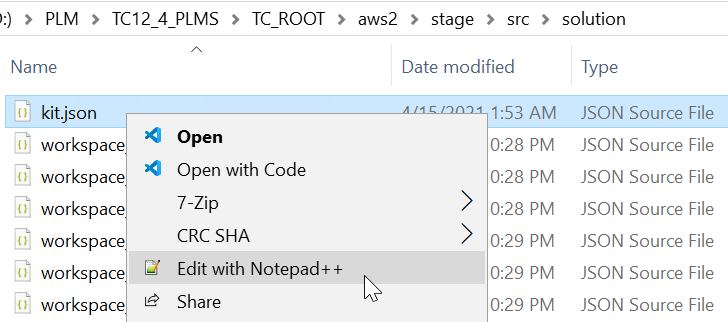 :) > PLM > TC12_4_PLMS > TC_ROOT > aws2 > stage > src > solution
Name Date modified Type
kit.json 4/15/2021 1:53 AM JSON Source File
workspace_ 0:28 PM JSON Source File
workspace_ 0:28 PM JSON Source File
workspace_ 0:28 PM JSON Source File
workspace_ 0:29 PM JSON Source File
workspace_ 0:29 PM JSON Source File
workspace_ 0:29 PM JSON Source File
Open
Open with Code
7-Zip
CRC SHA
Edit with Notepad++
Share